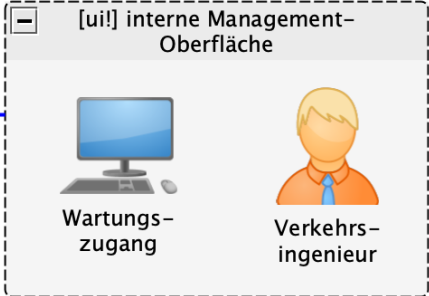 [ui!] interne Management-
Oberfläche
Wartungs-
zugang
Verkehrs-
ingenieur